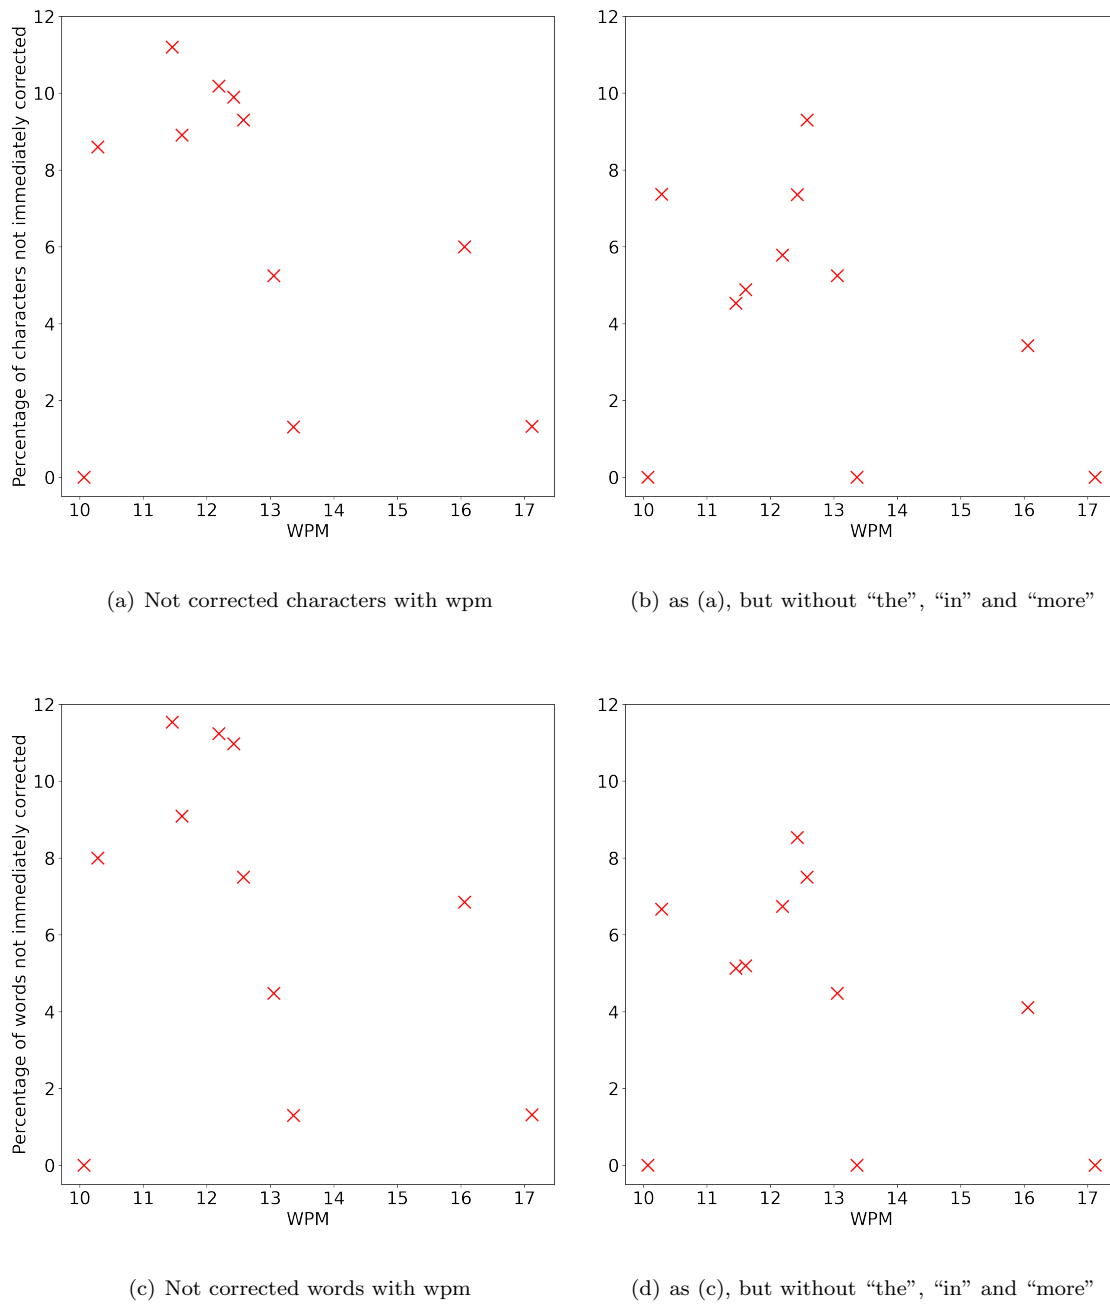 12
10
8
6
4
2
0
Percentage of characters not immediately corrected
10 11 12 13 14 15 16 17
WPM
(a) Not corrected characters with wpm
12
10
8
6
4
2
0
10 11 12 13 14 15 16 17
WPM
(b) as (a), but without “the”, “in” and “more”
12
10
8
6
4
2
0
Percentage of words not immediately corrected
10 11 12 13 14 15 16 17
WPM
(c) Not corrected words with wpm
12
10
8
6
4
2
0
10 11 12 13 14 15 16 17
WPM
(d) as (c), but without “the”, “in” and “more”